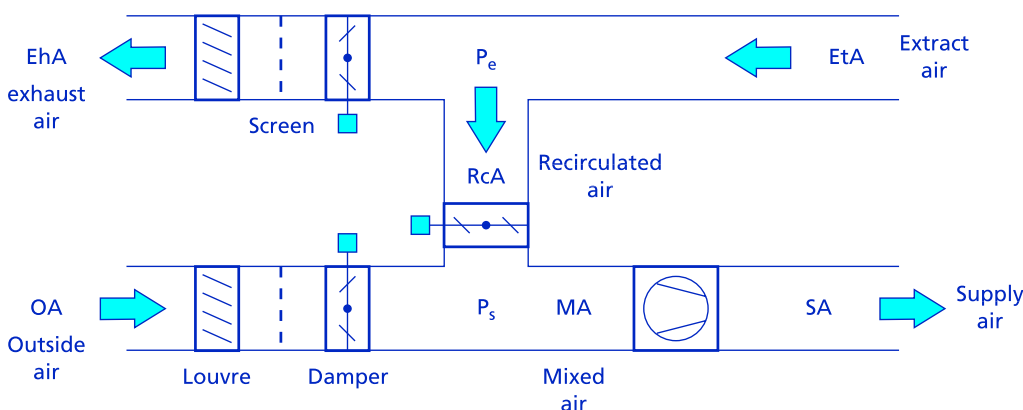 EhA
exhaust
air
Screen
Pe
EtA
Extract
air
RcA
Recirculated
air
OA
Outside
air
Louvre
Damper
Ps
MA
Mixed
air
SA
Supply
air